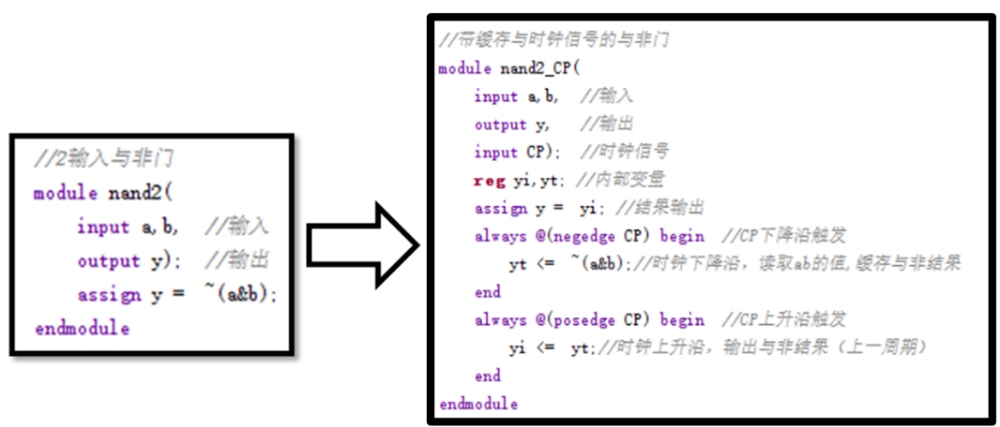 //2输入与非门
module nand2(
    input a,b,  //输入
    output y);  //输出
    assign y =  ~(a&b);
endmodule
//带缓存与时钟信号的与非门
module nand2_CP(
    input a,b,  //输入
    output y,   //输出
    input CP);  //时钟信号
    reg yi,yt; //内部变量
    assign y =  yi; //结果输出
    always @(negedge CP) begin  //CP下降沿触发
        yt <=  ~(a&b);//时钟下降沿，读取ab的值,缓存与非结果
    end
    always @(posedge CP) begin  //CP上升沿触发
        yi <=  yt;//时钟上升沿，输出与非结果（上一周期）
    end
endmodule